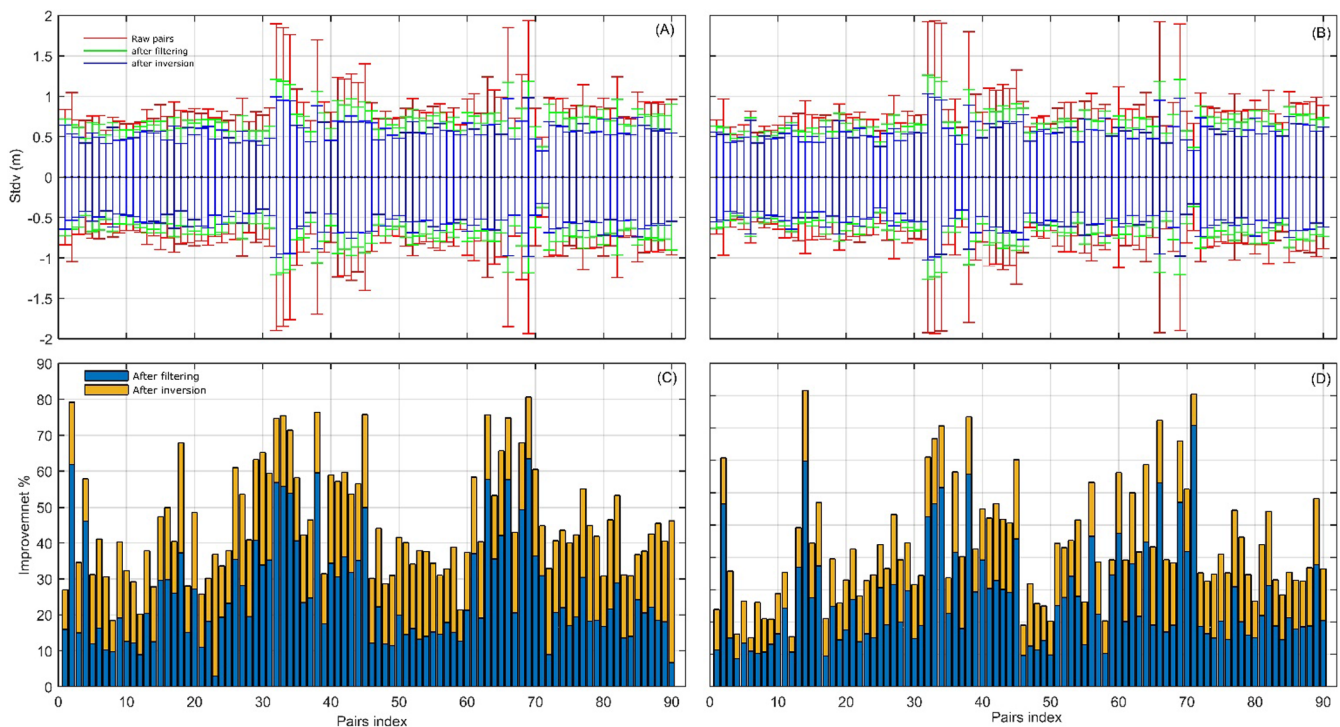 2
1.5
1
0.5
0
-0.5
-1
-1.5
-2
Stdv (m)
Raw pairs
after filtering
after inversion
(A)
(B)
90
80
70
60
50
40
30
20
10
0
Improvemnet %
After filtering
After inversion
(C)
(D)
0 10 20 30 40 50 60 70 80 90
Pairs index
0 10 20 30 40 50 60 70 80 90
Pairs index